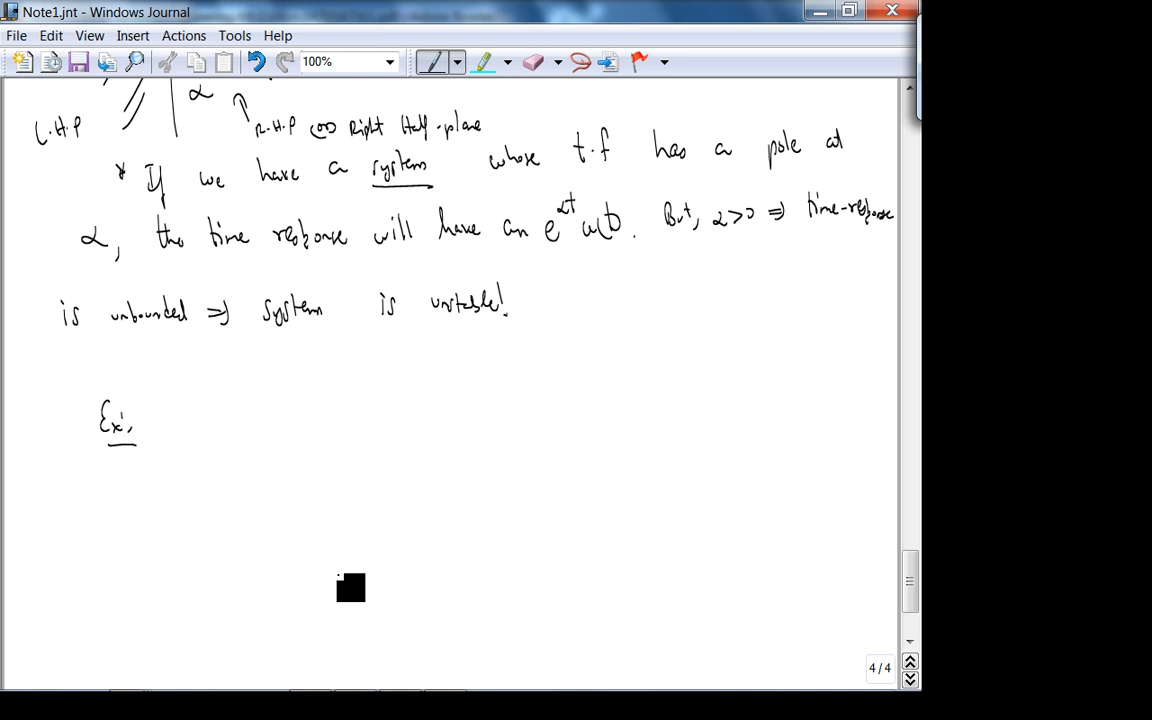 Note1.jnt - Windows Journal
File Edit View Insert Actions Tools Help
100%
α
L.H.P
R.H.P ⇔ Right Half-plane
* If we have a system whose t.f has a pole at
α, the time response will have an e^{αt} u(t). But, α>0 ⇒ time-response
is unbounded ⇒ system is unstable!
Ex:
4 / 4